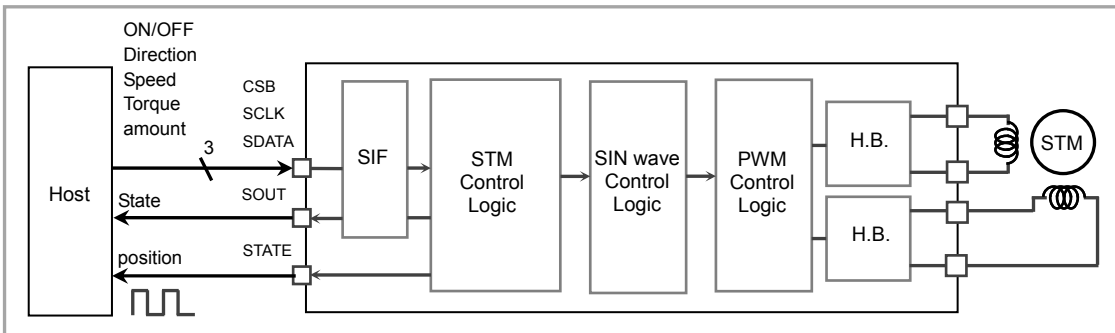 ON/OFF
Direction
Speed
Torque
amount
3
CSB
SCLK
SDATA
Host
State
SOUT
position
STATE
SIF
STM
Control
Logic
SIN wave
Control
Logic
PWM
Control
Logic
H.B.
H.B.
STM